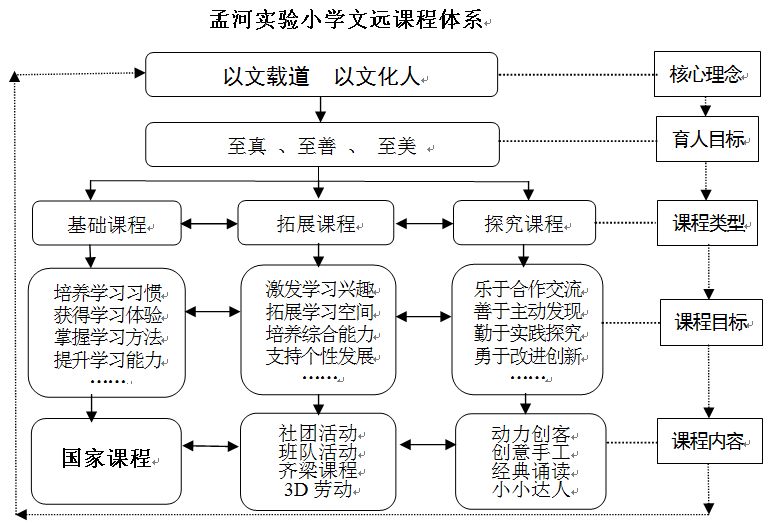 孟河实验小学文远课程体系
以文载道 以文化人
核心理念
至真 、至善 、 至美
育人目标
基础课程
拓展课程
探究课程
课程类型
培养学习习惯
获得学习体验
掌握学习方法
提升学习能力
……
激发学习兴趣
拓展学习空间
培养综合能力
支持个性发展
……
乐于合作交流
善于主动发现
勤于实践探究
勇于改进创新
……
课程目标
国家课程
社团活动
班队活动
齐梁课程
3D 劳动
动力创客
创意手工
经典诵读
小小达人
课程内容